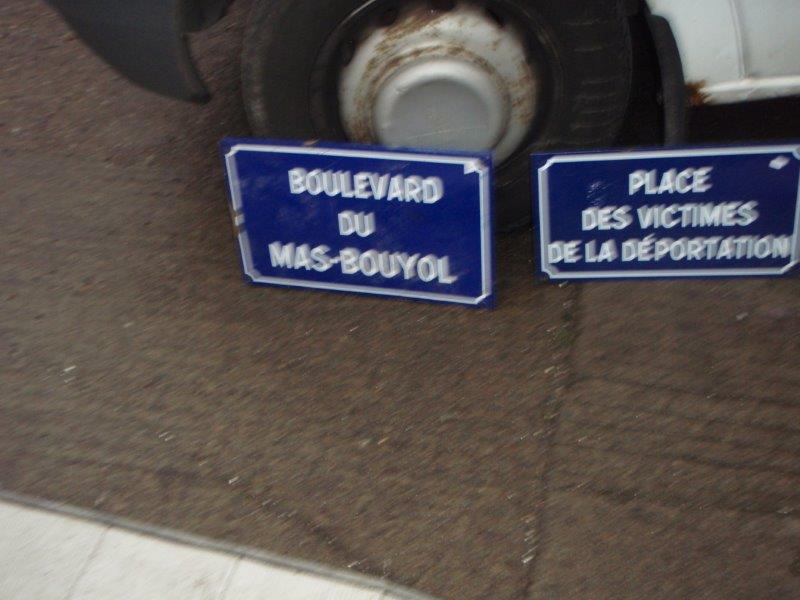 BOULEVARD
DU
MAS-BOUYOL
PLACE
DES VICTIMES
DE LA DÉPORTATION